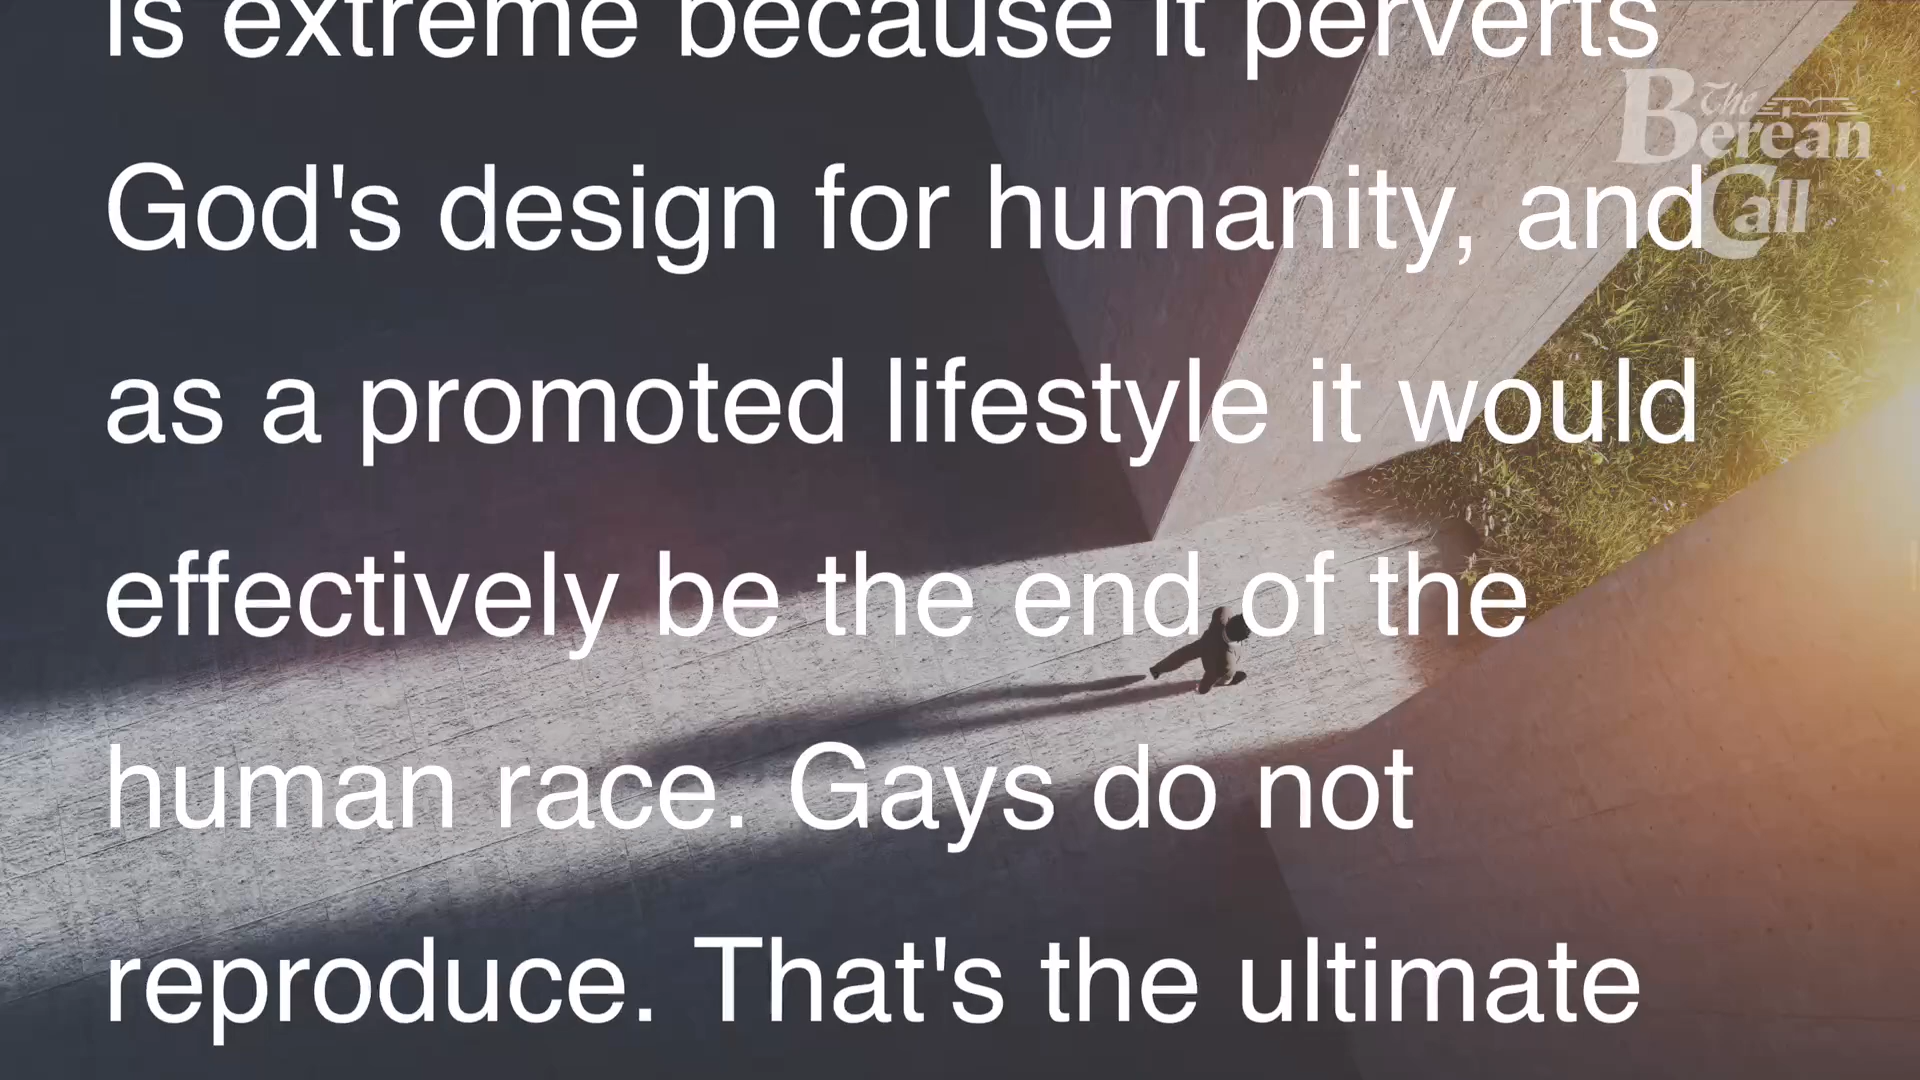 is extreme because it perverts
The Berean Call
God's design for humanity, and
as a promoted lifestyle it would
effectively be the end of the
human race. Gays do not
reproduce. That's the ultimate